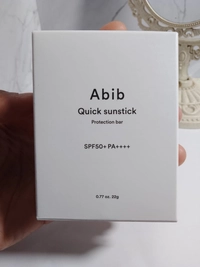 Abib
Quick sunstick
Protection bar
SPF50+ PA++++
0.77 oz. 22g